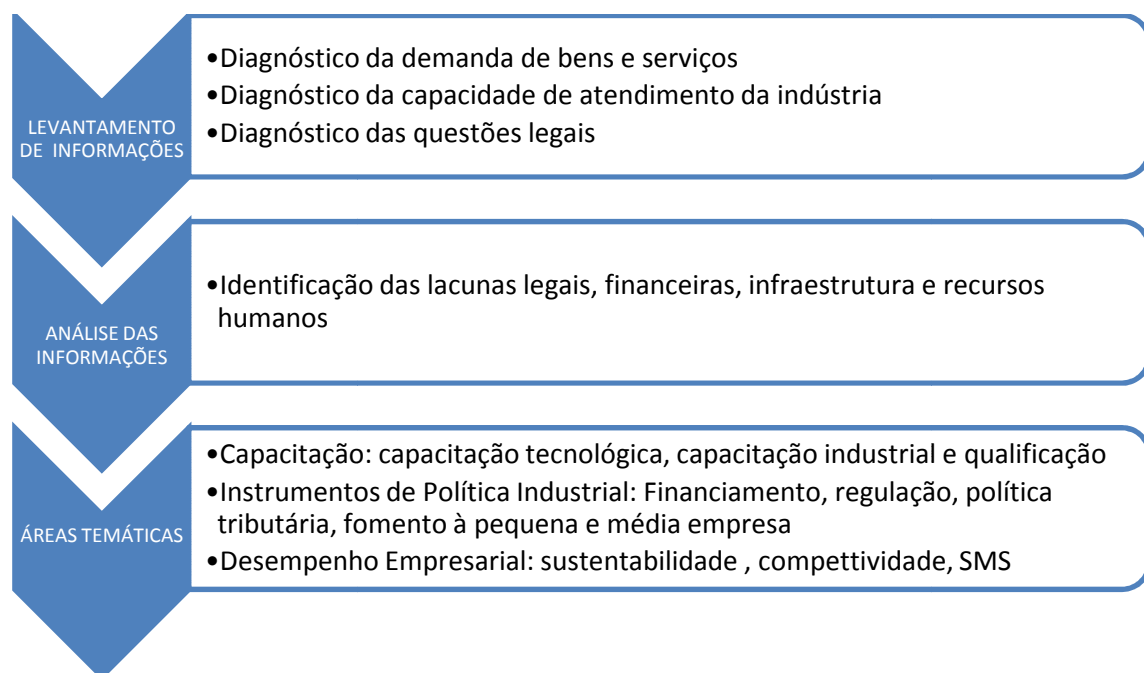 LEVANTAMENTO
DE INFORMAÇÕES
•Diagnóstico da demanda de bens e serviços
•Diagnóstico da capacidade de atendimento da indústria
•Diagnóstico das questões legais
ANÁLISE DAS
INFORMAÇÕES
•Identificação das lacunas legais, financeiras, infraestrutura e recursos
humanos
ÁREAS TEMÁTICAS
•Capacitação: capacitação tecnológica, capacitação industrial e qualificação
•Instrumentos de Política Industrial: Financiamento, regulação, política
tributária, fomento à pequena e média empresa
•Desempenho Empresarial: sustentabilidade , compettividade, SMS